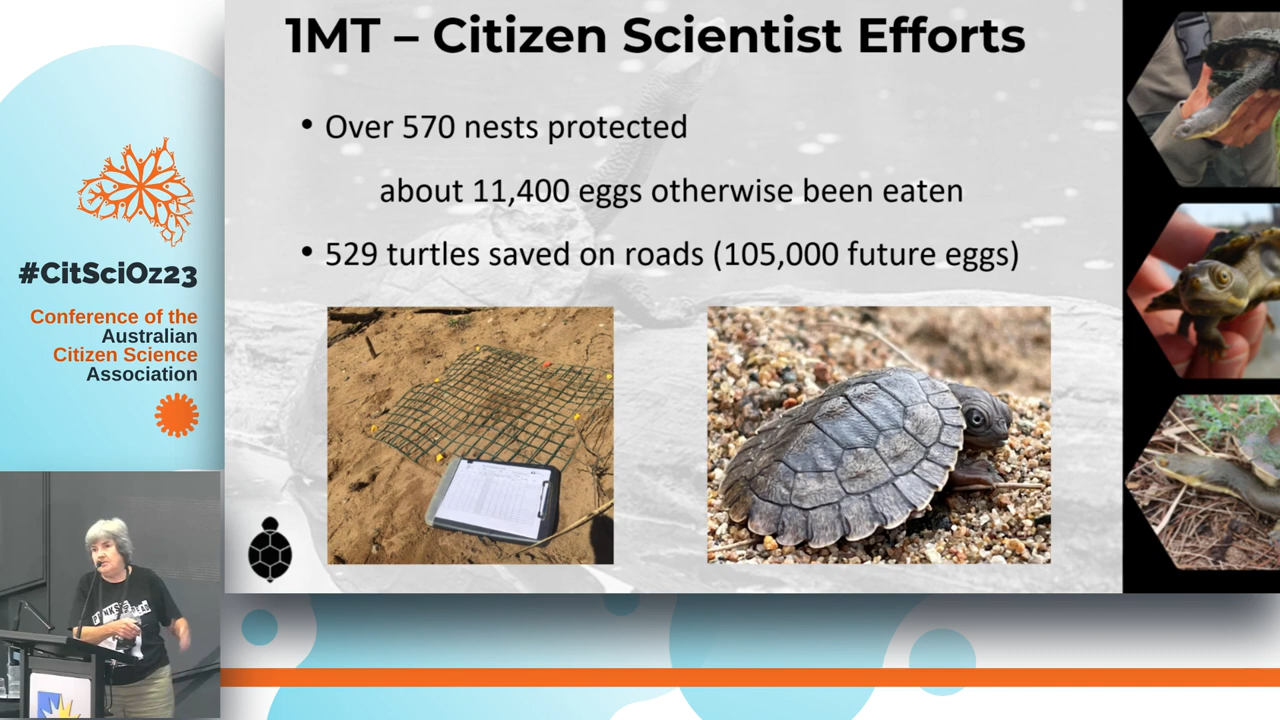 1MT – Citizen Scientist Efforts
• Over 570 nests protected
about 11,400 eggs otherwise been eaten
• 529 turtles saved on roads (105,000 future eggs)
#CitSciOz23
Conference of the
Australian
Citizen Science
Association